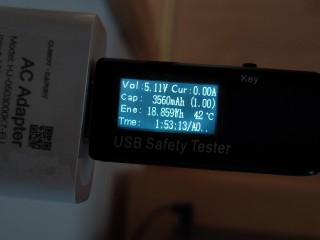 AC Adapter
Key
Vol:5.11V Cur:0.00A
Cap: 3560mAh (1.00)
Ene: 18.859Wh 42℃
Tme: 1:53:13/A0..
USB Safety Tester